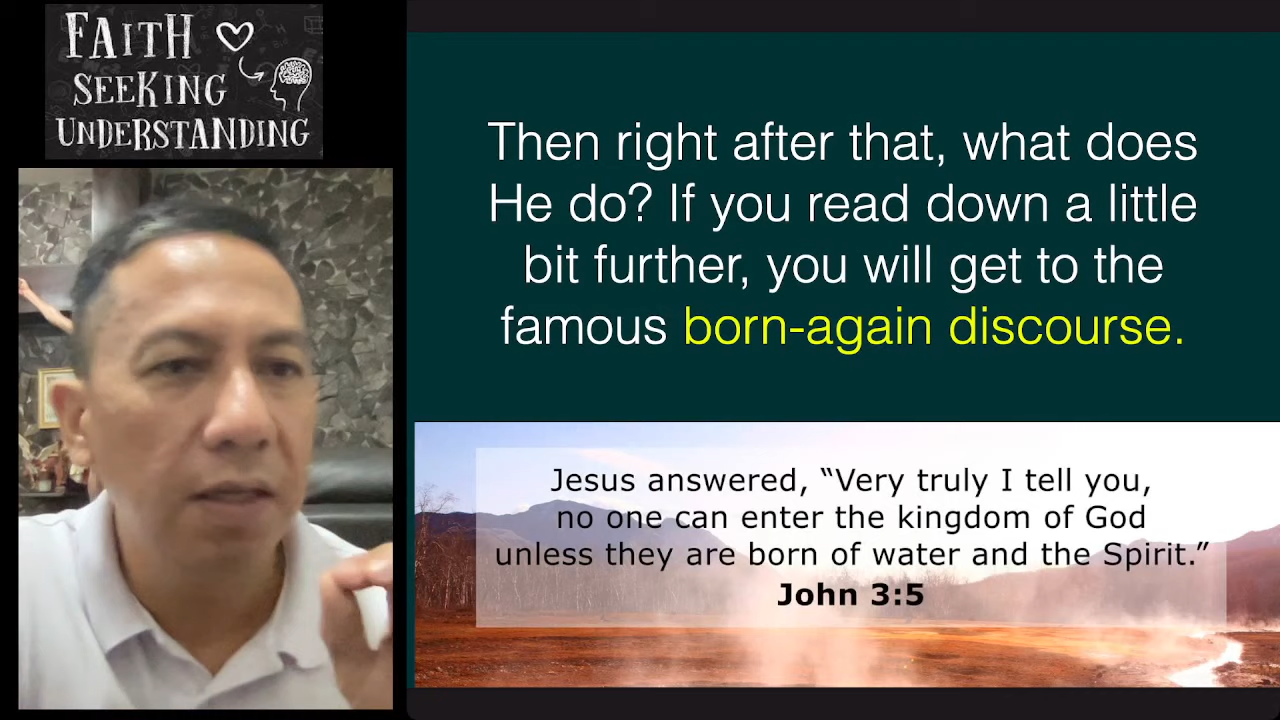 FAITH
SEEKING
UNDERSTANDING
Then right after that, what does
He do? If you read down a little
bit further, you will get to the
famous born-again discourse.
Jesus answered, “Very truly I tell you,
no one can enter the kingdom of God
unless they are born of water and the Spirit.”
John 3:5